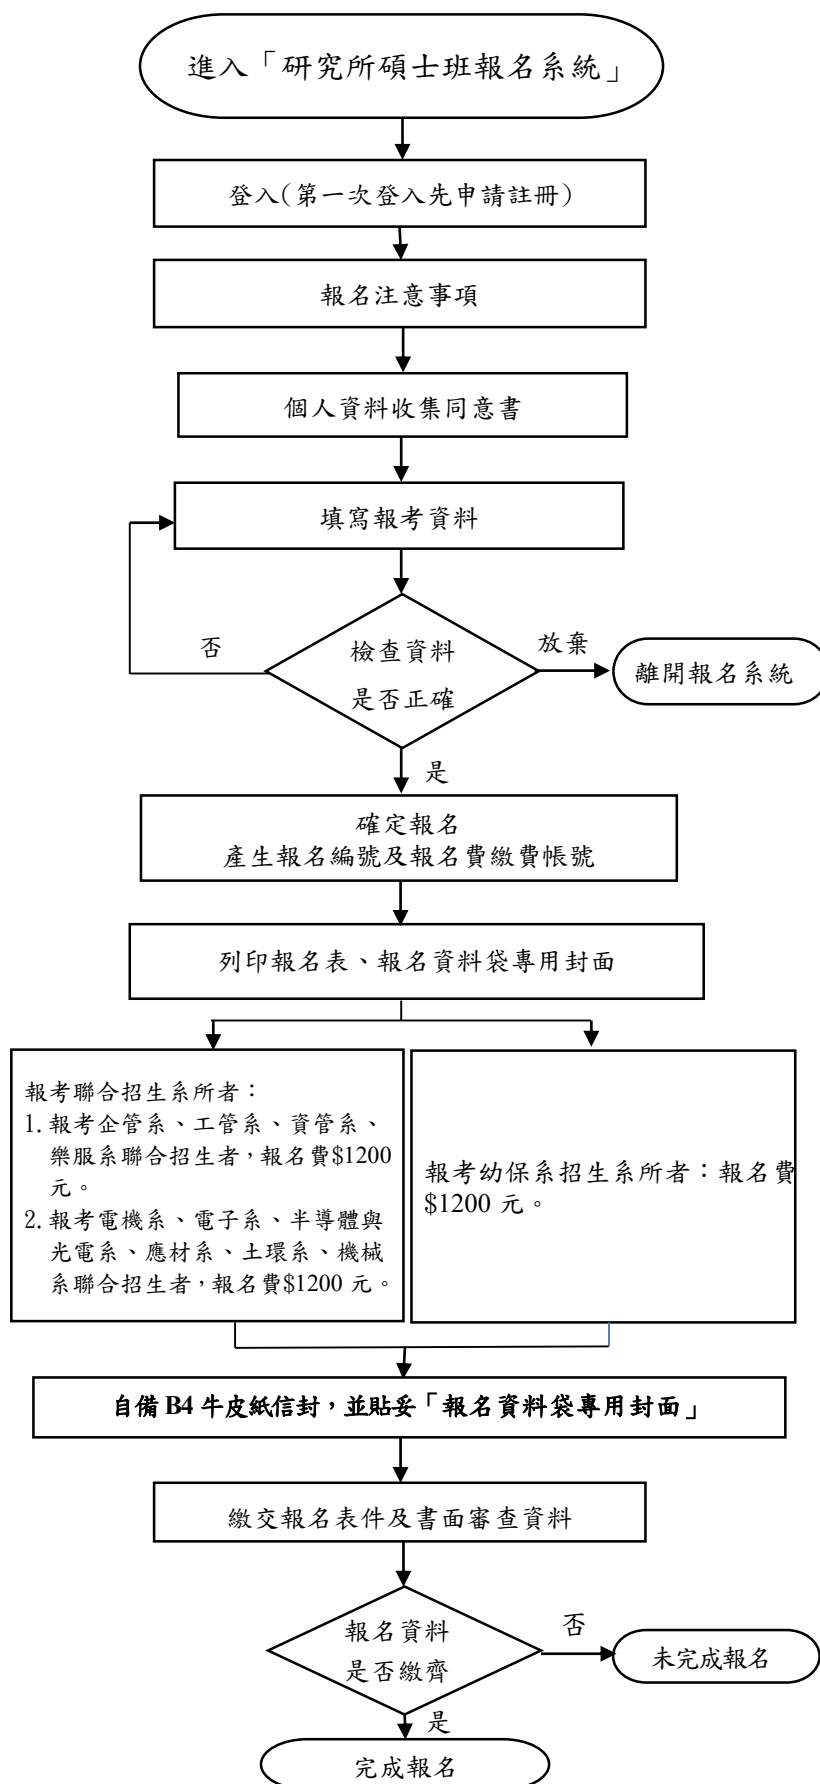 進入「研究所碩士班報名系統」
登入(第一次登入先申請註冊)
報名注意事項
個人資料收集同意書
填寫報考資料
否
檢查資料
是否正確
放棄
離開報名系統
是
確定報名
產生報名編號及報名費繳費帳號
列印報名表、報名資料袋專用封面
報考聯合招生系所者：
1. 報考企管系、工管系、資管系、
樂服系聯合招生者，報名費$1200
元。
2. 報考電機系、電子系、半導體與
光電系、應材系、土環系、機械
系聯合招生者，報名費$1200 元。
報考幼保系招生系所者：報名費
$1200 元。
自備 B4 牛皮紙信封，並貼妥「報名資料袋專用封面」
繳交報名表件及書面審查資料
報名資料
是否繳齊
否
未完成報名
是
完成報名